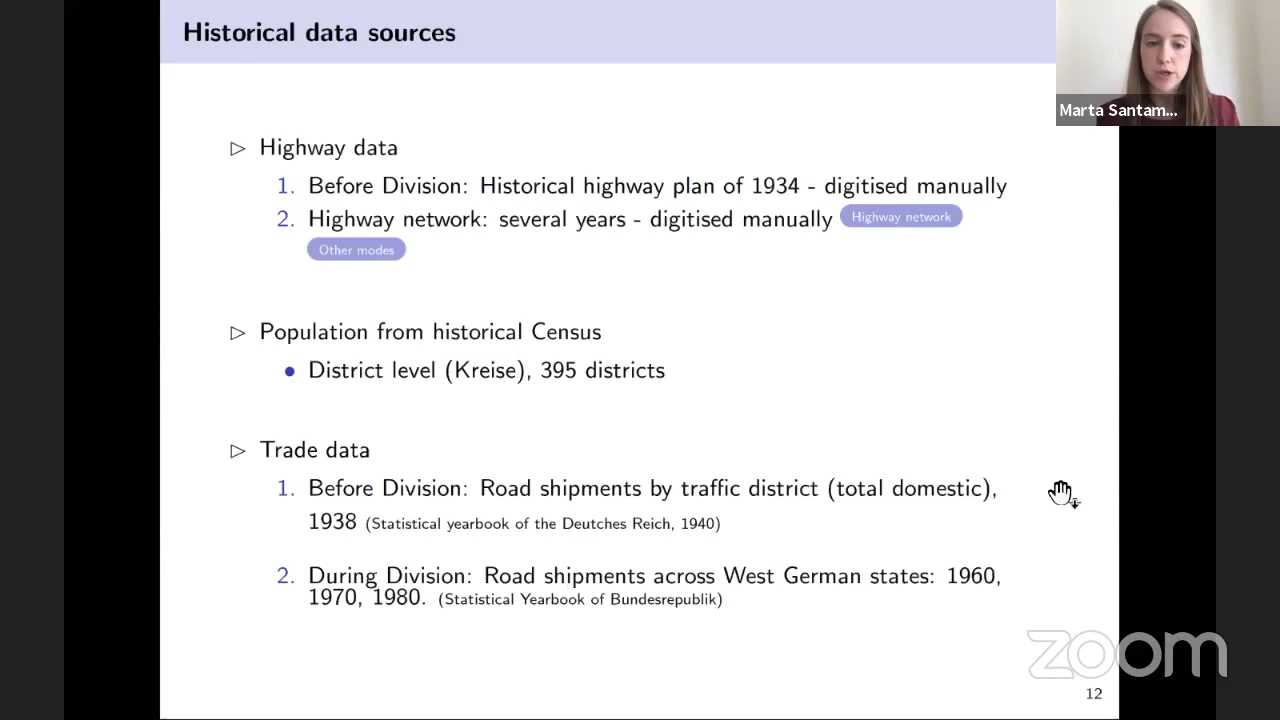 Historical data sources
Marta Santam...
▷ Highway data
1. Before Division: Historical highway plan of 1934 - digitised manually
2. Highway network: several years - digitised manually Highway network
Other modes
▷ Population from historical Census
• District level (Kreise), 395 districts
▷ Trade data
1. Before Division: Road shipments by traffic district (total domestic),
1938 (Statistical yearbook of the Deutches Reich, 1940)
2. During Division: Road shipments across West German states: 1960,
1970, 1980. (Statistical Yearbook of Bundesrepublik)
zoom
12